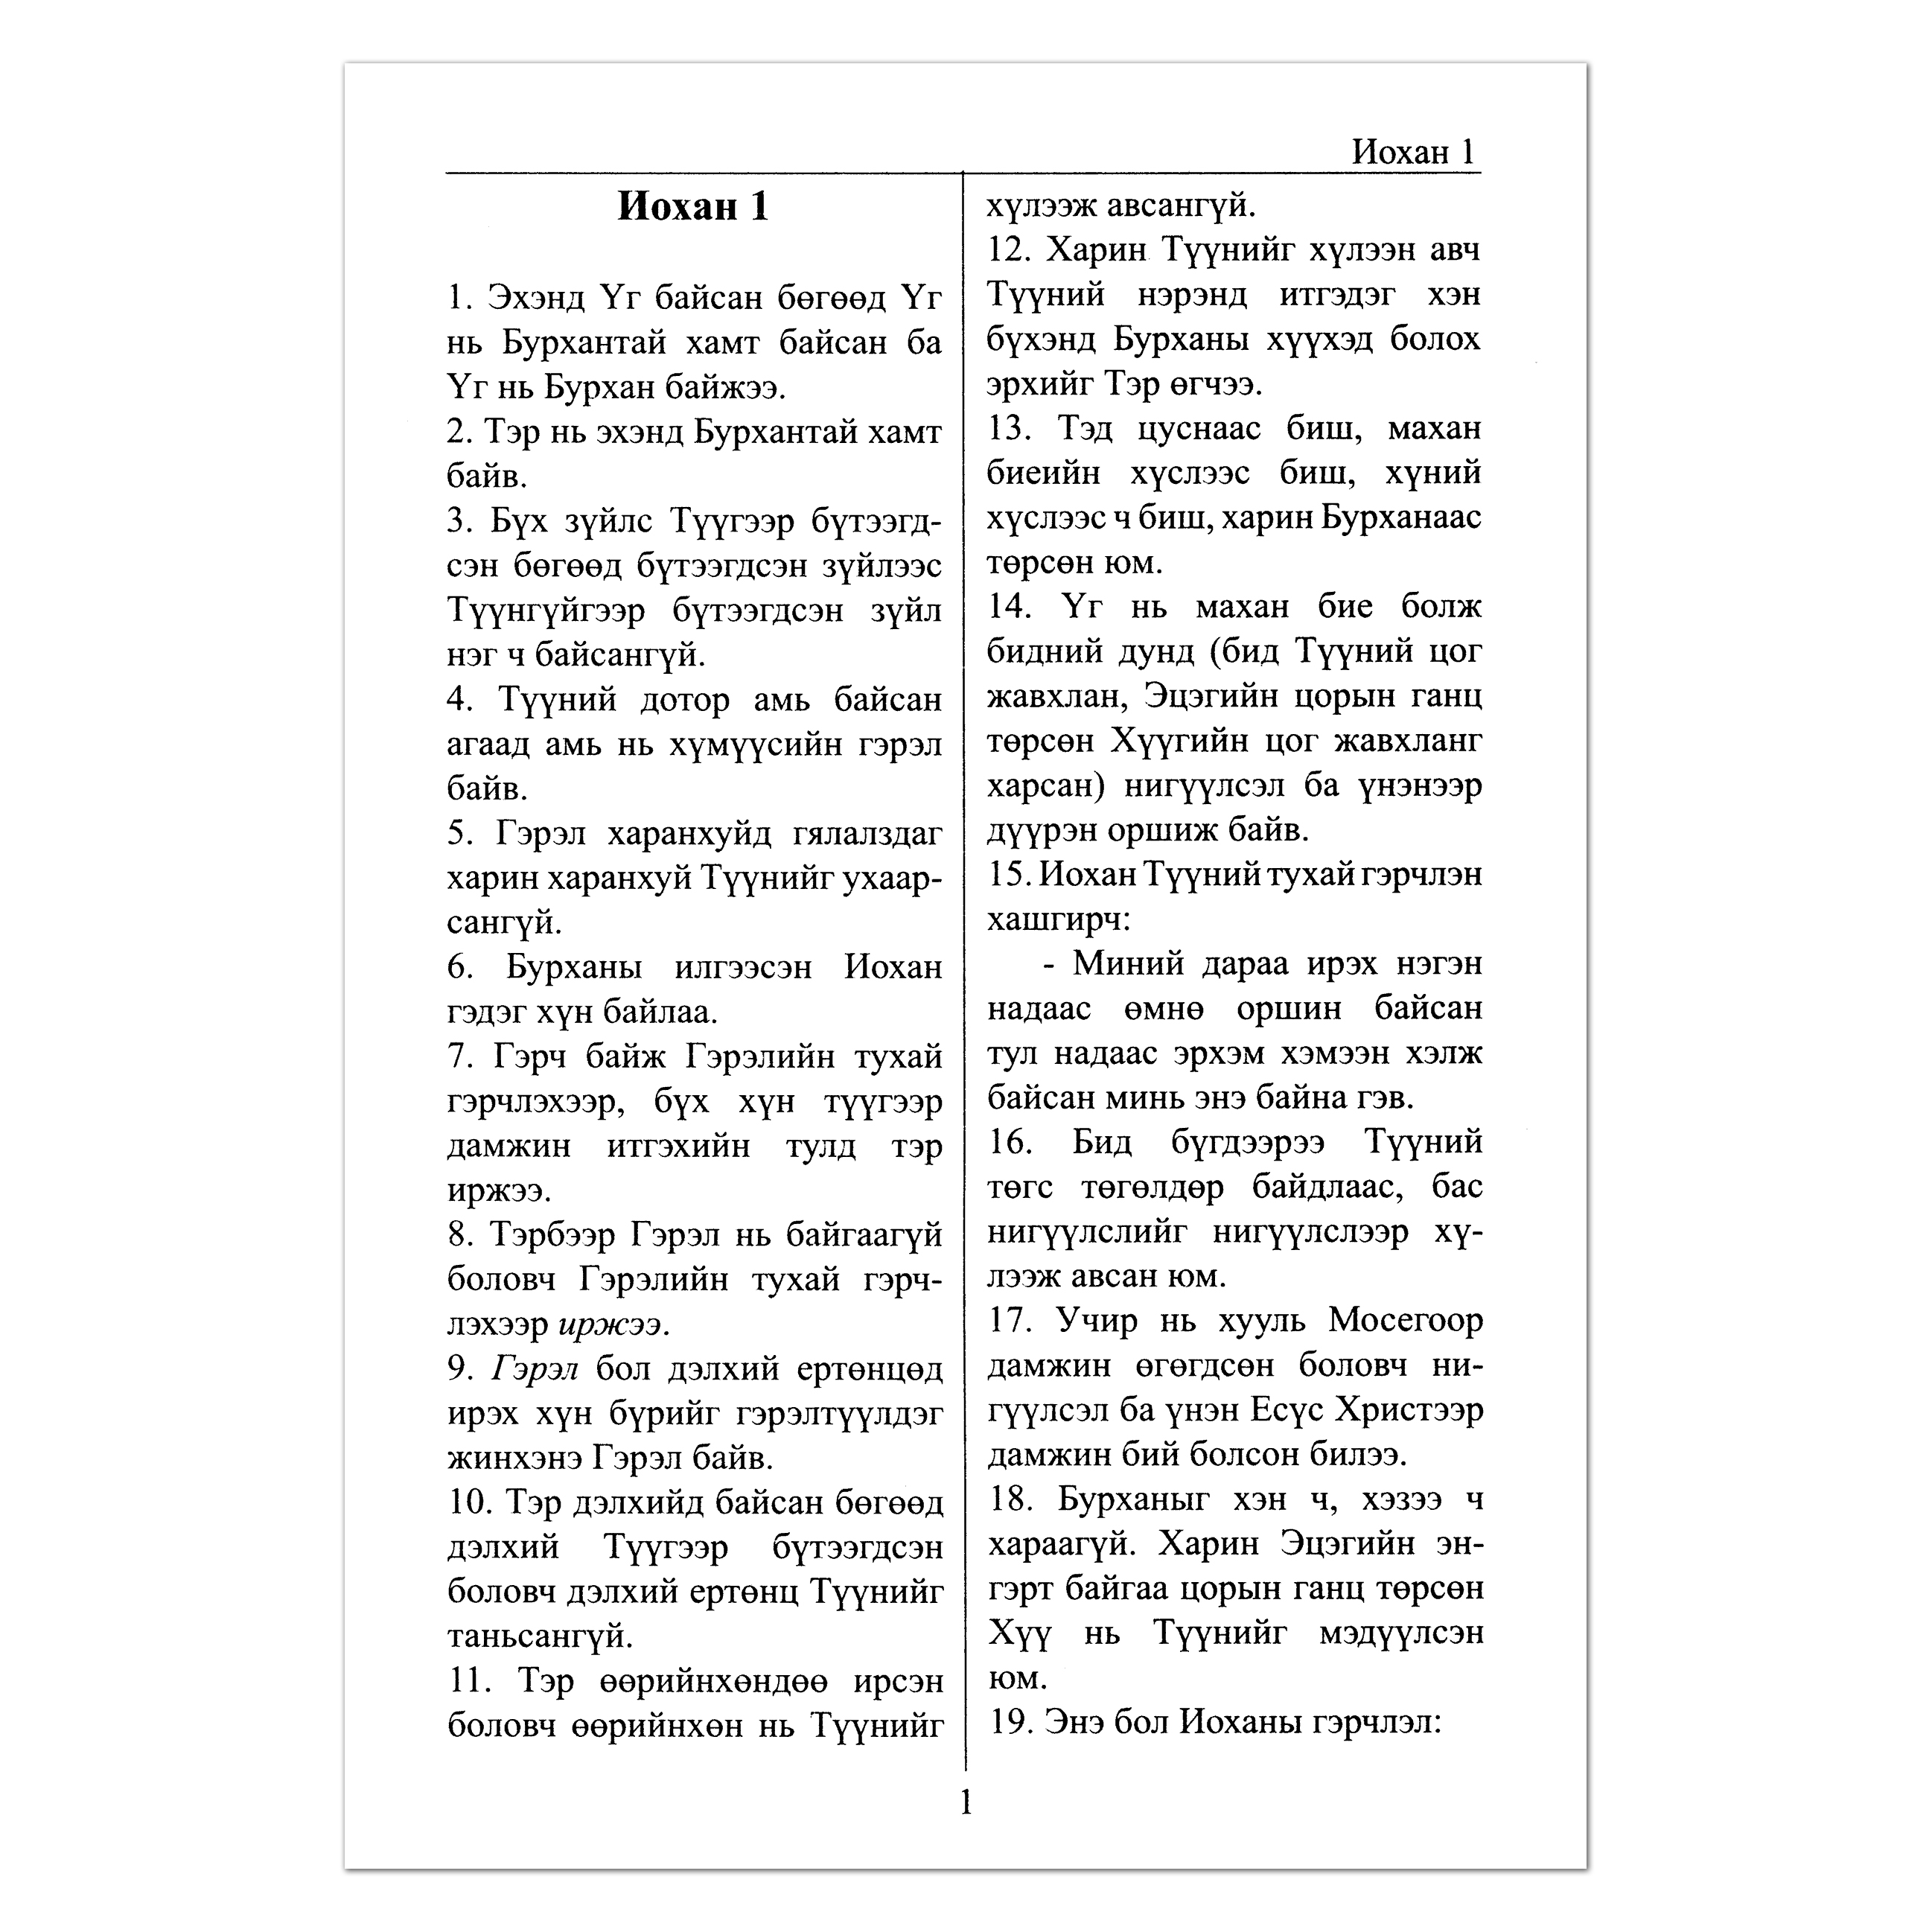 Иохан 1
Иохан 1
1. Эхэнд Үг байсан бөгөөд Үг
нь Бурхантай хамт байсан ба
Үг нь Бурхан байжээ.
2. Тэр нь эхэнд Бурхантай хамт
байв.
3. Бүх зүйлс Түүгээр бүтээгд-
сэн бөгөөд бүтээгдсэн зүйлээс
Түүнгүйгээр бүтээгдсэн зүйл
нэг ч байсангүй.
4. Түүний дотор амь байсан
агаад амь нь хүмүүсийн гэрэл
байв.
5. Гэрэл харанхуйд гялалздаг
харин харанхуй Түүнийг ухаар-
сангүй.
6. Бурханы илгээсэн Иохан
гэдэг хүн байлаа.
7. Гэрч байж Гэрэлийн тухай
гэрчлэхээр, бүх хүн түүгээр
дамжин итгэхийн тулд тэр
иржээ.
8. Тэрбээр Гэрэл нь байгаагүй
боловч Гэрэлийн тухай гэрч-
лэхээр иржээ.
9. Гэрэл бол дэлхий ертөнцөд
ирэх хүн бүрийг гэрэлтүүлдэг
жинхэнэ Гэрэл байв.
10. Тэр дэлхийд байсан бөгөөд
дэлхий Түүгээр бүтээгдсэн
боловч дэлхий ертөнц Түүнийг
таньсангүй.
11. Тэр өөрийнхөндөө ирсэн
боловч өөрийнхөн нь Түүнийг
хүлээж авсангүй.
12. Харин Түүнийг хүлээн авч
Түүний нэрэнд итгэдэг хэн
бүхэнд Бурханы хүүхэд болох
эрхийг Тэр өгчээ.
13. Тэд цуснаас биш, махан
биеийн хүслээс биш, хүний
хүслээс ч биш, харин Бурханаас
төрсөн юм.
14. Үг нь махан бие болж
бидний дунд (бид Түүний цог
жавхлан, Эцэгийн цорын ганц
төрсөн Хүүгийн цог жавхланг
харсан) нигүүлсэл ба үнэнээр
дүүрэн оршиж байв.
15. Иохан Түүний тухай гэрчлэн
хашгирч:
- Миний дараа ирэх нэгэн
надаас өмнө оршин байсан
тул надаас эрхэм хэмээн хэлж
байсан минь энэ байна гэв.
16. Бид бүгдээрээ Түүний
төгс төгөлдөр байдлаас, бас
нигүүлслийг нигүүлслээр хү-
лээж авсан юм.
17. Учир нь хууль Мосегоор
дамжин өгөгдсөн боловч ни-
гүүлсэл ба үнэн Есүс Христээр
дамжин бий болсон билээ.
18. Бурханыг хэн ч, хэзээ ч
хараагүй. Харин Эцэгийн эн-
гэрт байгаа цорын ганц төрсөн
Хүү нь Түүнийг мэдүүлсэн
юм.
19. Энэ бол Иоханы гэрчлэл:
1